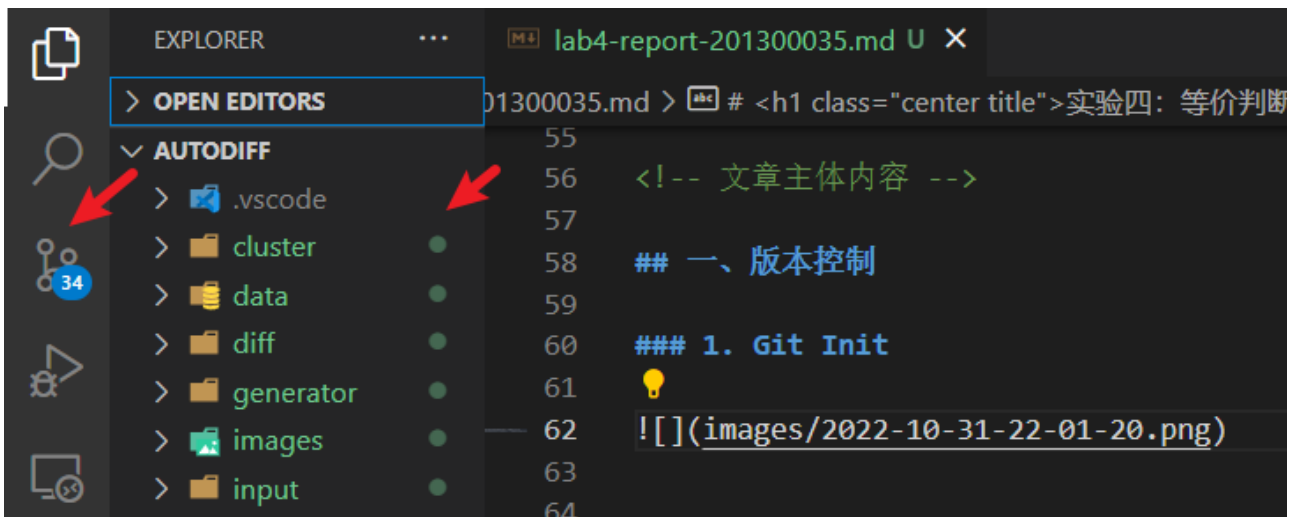 EXPLORER
OPEN EDITORS
AUTODIFF
.vscode
cluster
data
diff
generator
images
input
34
M↓ lab4-report-201300035.md U
01300035.md > abc # <h1 class="center title">实验四：等价判断
55
56 <!-- 文章主体内容 -->
57
58 ## 一、版本控制
59
60 ### 1. Git Init
61
62 ![](images/2022-10-31-22-01-20.png)
63
64